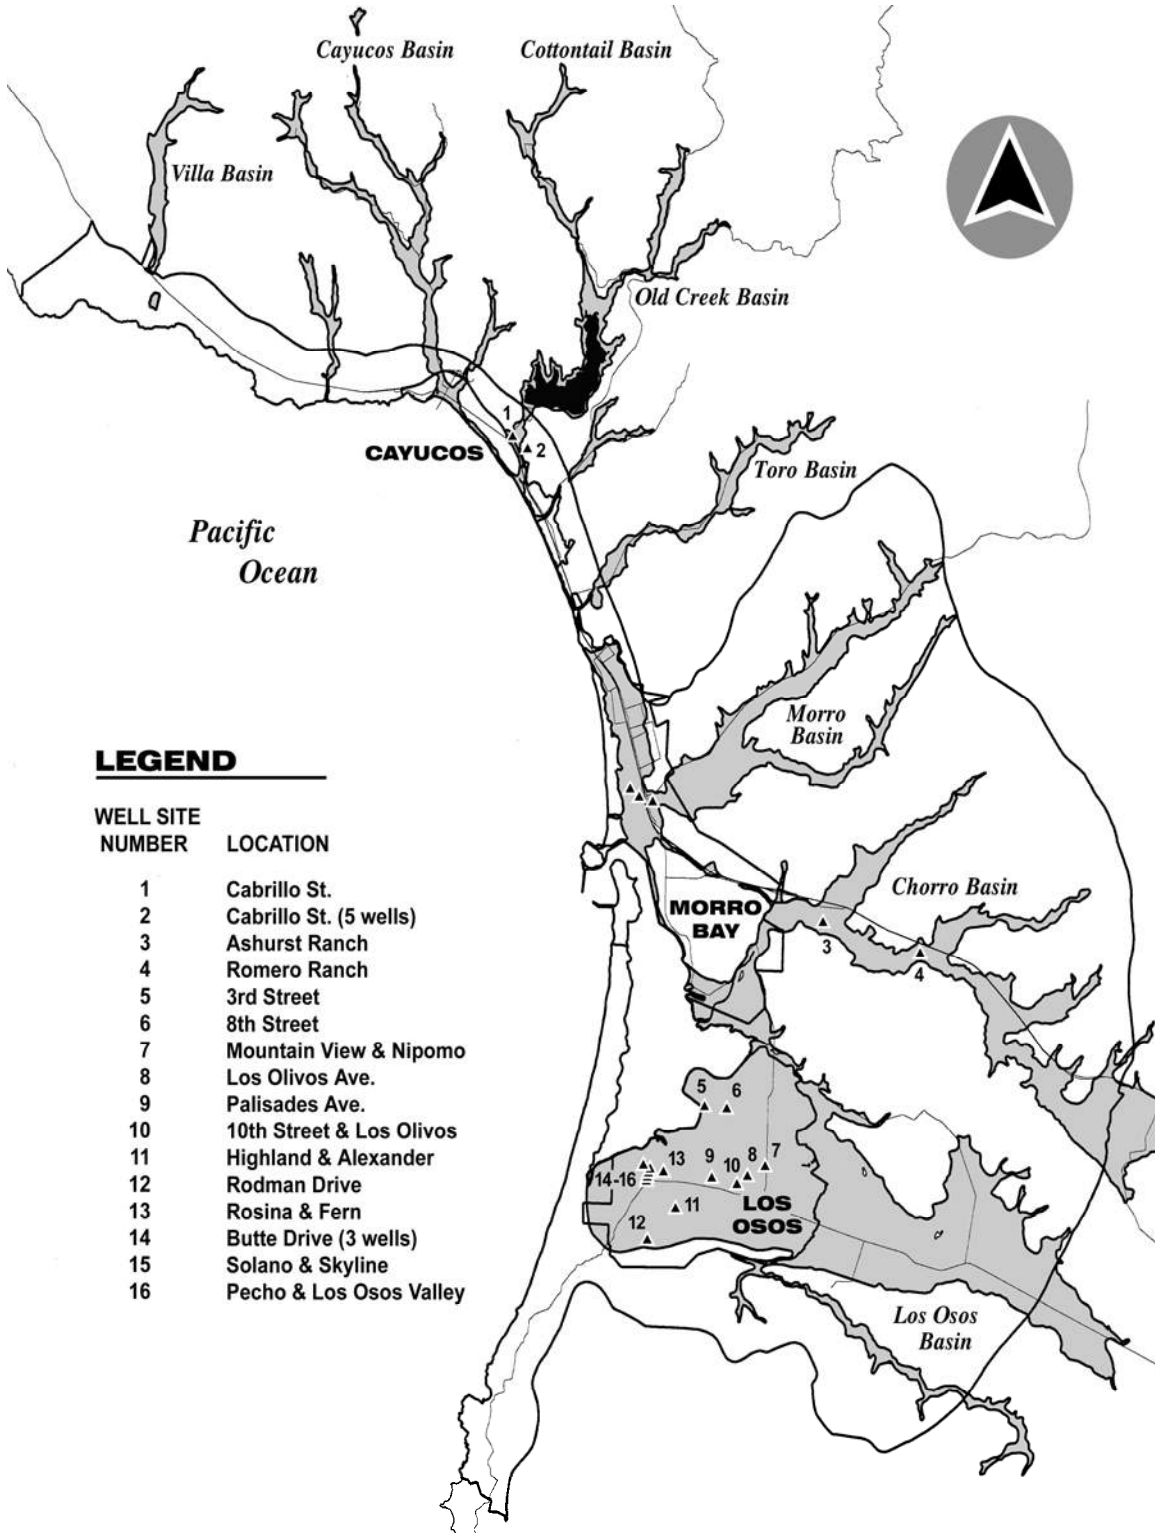 Cayucos Basin
Cottontail Basin
Villa Basin
Old Creek Basin
1
2
CAYUCOS
Toro Basin
Pacific
Ocean
Morro
Basin
LEGEND
WELL SITE
NUMBER LOCATION
1 Cabrillo St.
2 Cabrillo St. (5 wells)
3 Ashurst Ranch
4 Romero Ranch
5 3rd Street
6 8th Street
7 Mountain View & Nipomo
8 Los Olivos Ave.
9 Palisades Ave.
10 10th Street & Los Olivos
11 Highland & Alexander
12 Rodman Drive
13 Rosina & Fern
14 Butte Drive (3 wells)
15 Solano & Skyline
16 Pecho & Los Osos Valley
Chorro Basin
MORRO
BAY
3
4
5
6
7
8
9
10
13
14-16
11
LOS
OSOS
12
Los Osos
Basin